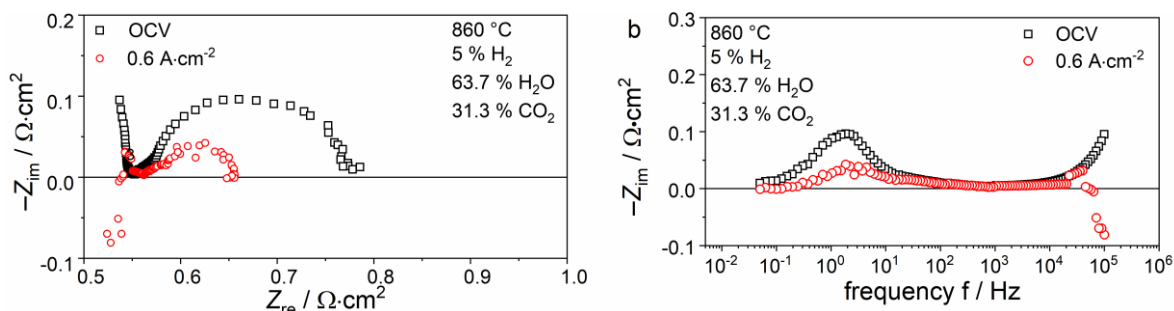 0.2
0.1
0.0
-0.1
−Z_im / Ω·cm²
OCV
0.6 A·cm⁻²
860 °C
5 % H₂
63.7 % H₂O
31.3 % CO₂
0.5 0.6 0.7 0.8 0.9 1.0
Z_re / Ω·cm²
b
0.3
0.2
0.1
0.0
-0.1
−Z_im / Ω·cm²
860 °C
5 % H₂
63.7 % H₂O
31.3 % CO₂
OCV
0.6 A·cm⁻²
10⁻² 10⁻¹ 10⁰ 10¹ 10² 10³ 10⁴ 10⁵ 10⁶
frequency f / Hz